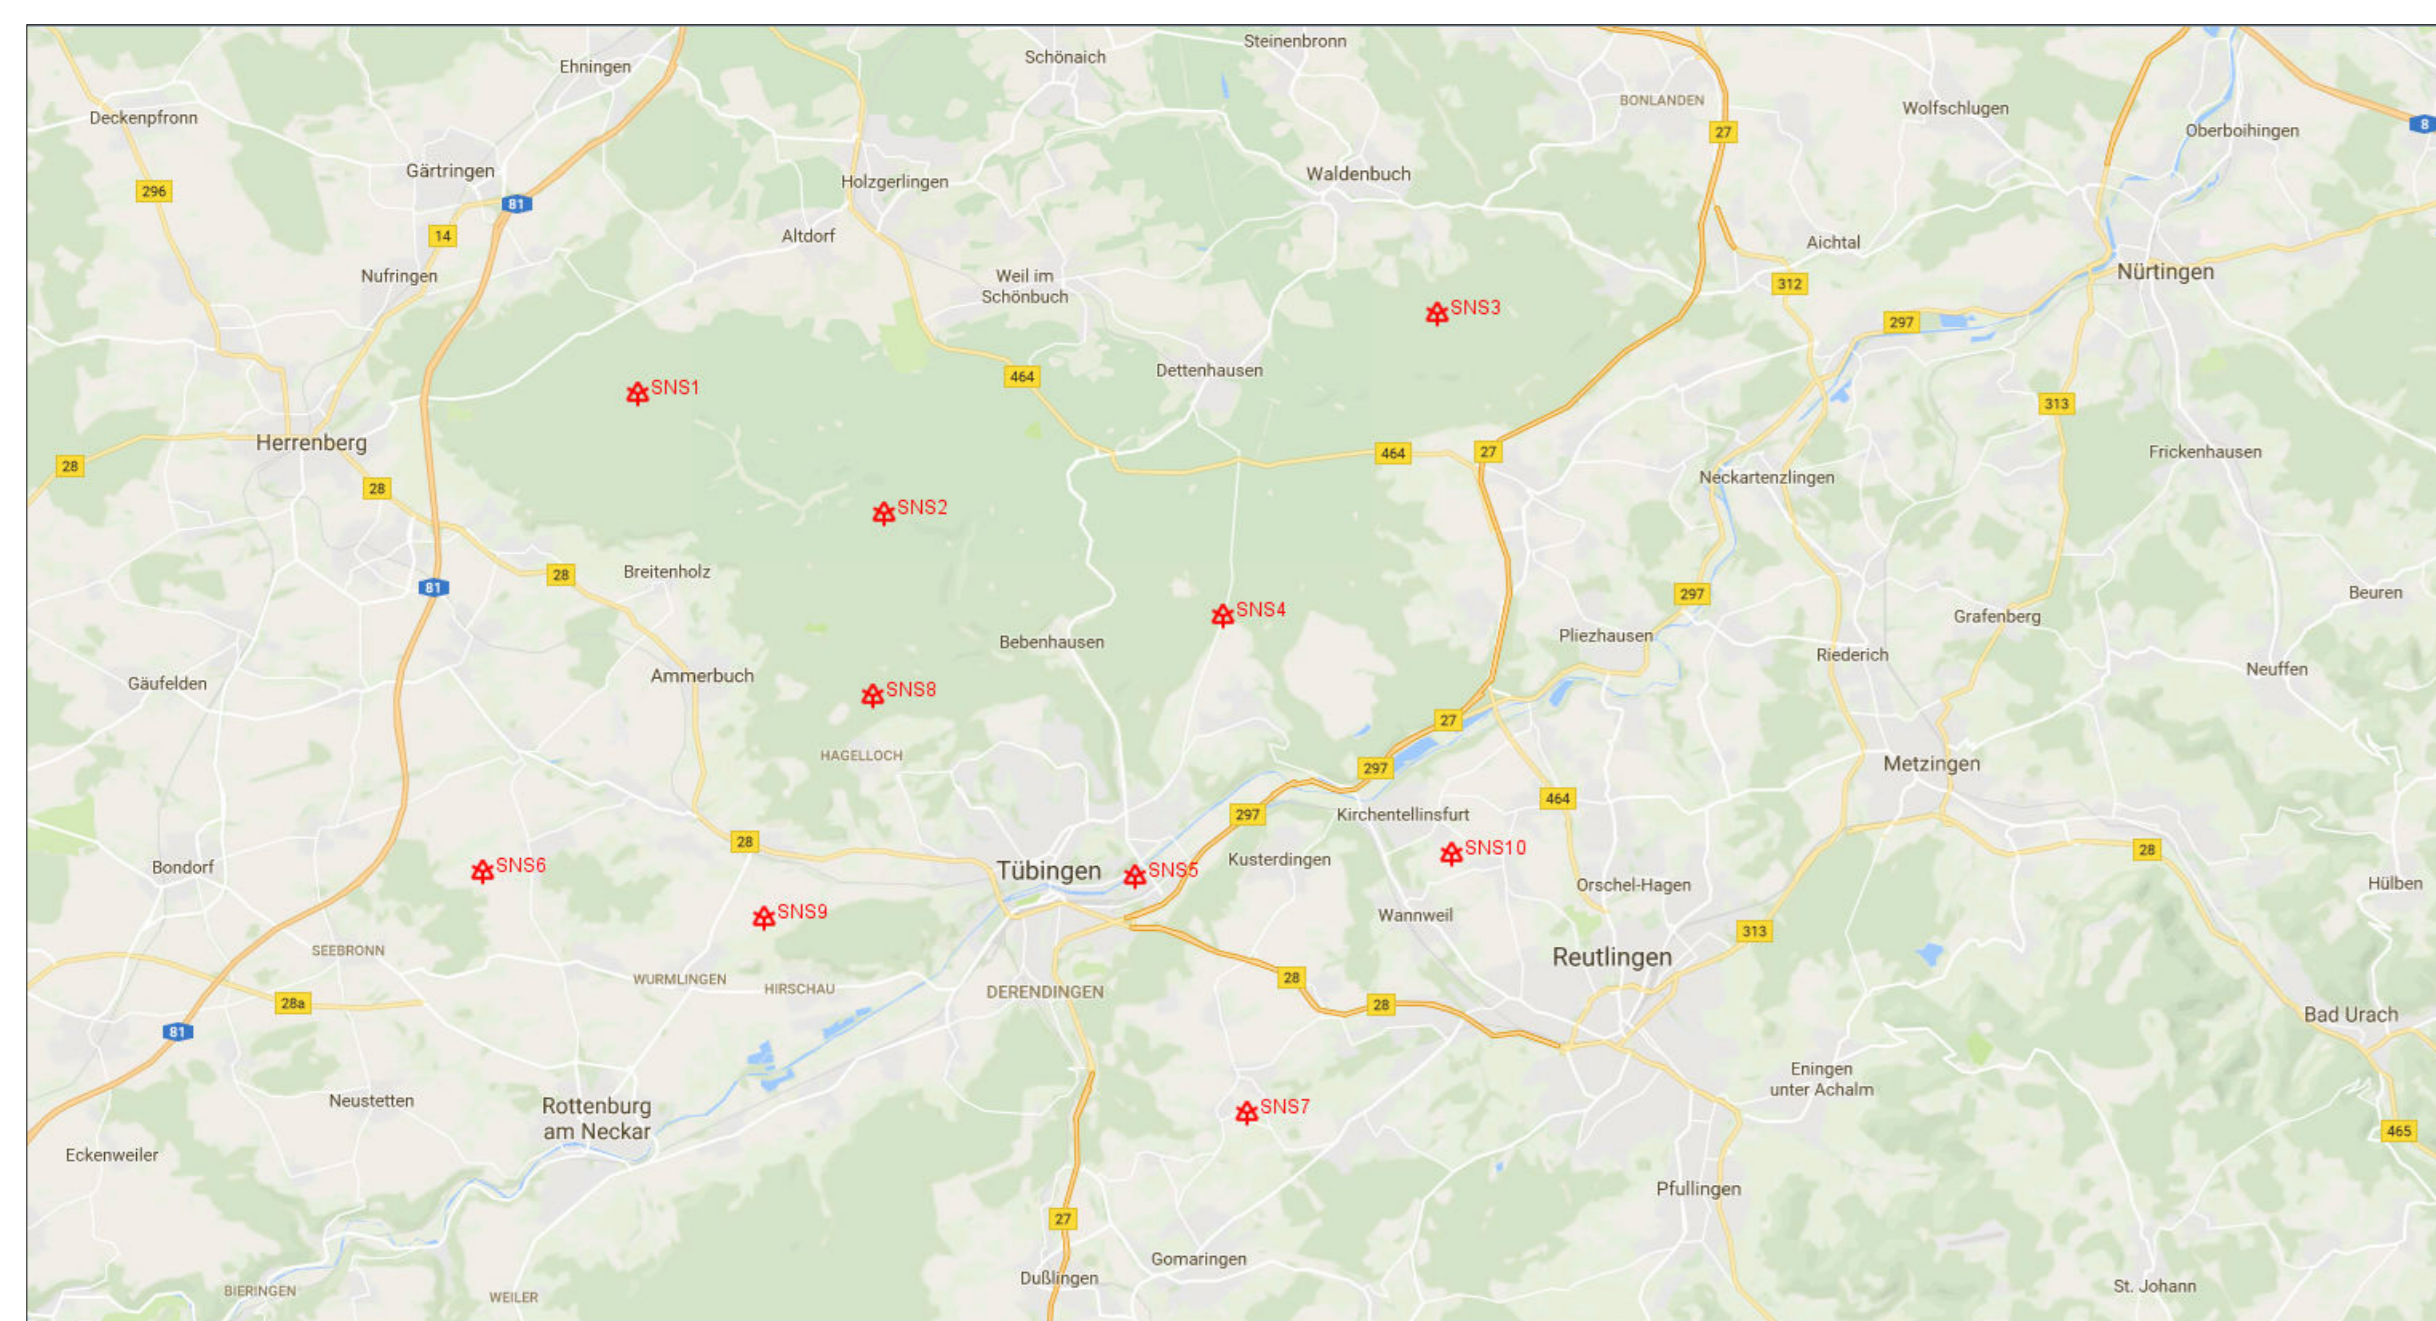 Steinenbronn
Schönaich
Ehningen
BONLANDEN
Wolfschlugen
Deckenpfronn
8
27
Oberboihingen
Gärtringen
Waldenbuch
Holzgerlingen
296
81
14
Altdorf
Aichtal
Nufringen
Weil im
Schönbuch
Nürtingen
312
SNS3
297
Dettenhausen
464
SNS1
313
Herrenberg
28
464
27
Frickenhausen
Neckartenzlingen
28
SNS2
28
Breitenholz
81
297
Beuren
SNS4
Grafenberg
Bebenhausen
Pliezhausen
Riederich
Neuffen
Ammerbuch
Gäufelden
SNS8
27
HAGELLOCH
297
Metzingen
464
297
Kirchentellinsfurt
28
SNS10
28
Kusterdingen
Bondorf
SNS6
Tübingen
SNS5
Orschel-Hagen
Hülben
SNS9
Wannweil
313
SEEBRONN
Reutlingen
WURMLINGEN
HIRSCHAU
DERENDINGEN
28
28a
28
Bad Urach
81
Eningen
unter Achalm
Neustetten
Rottenburg
am Neckar
SNS7
465
Eckenweiler
Pfullingen
27
Gomaringen
Dußlingen
St. Johann
BIERINGEN
WEILER